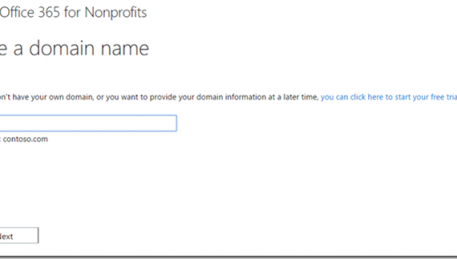 Office 365 for Nonprofits
e a domain name
n't have your own domain, or you want to provide your domain information at a later time, you can click here to start your free tria
: contoso.com
Next